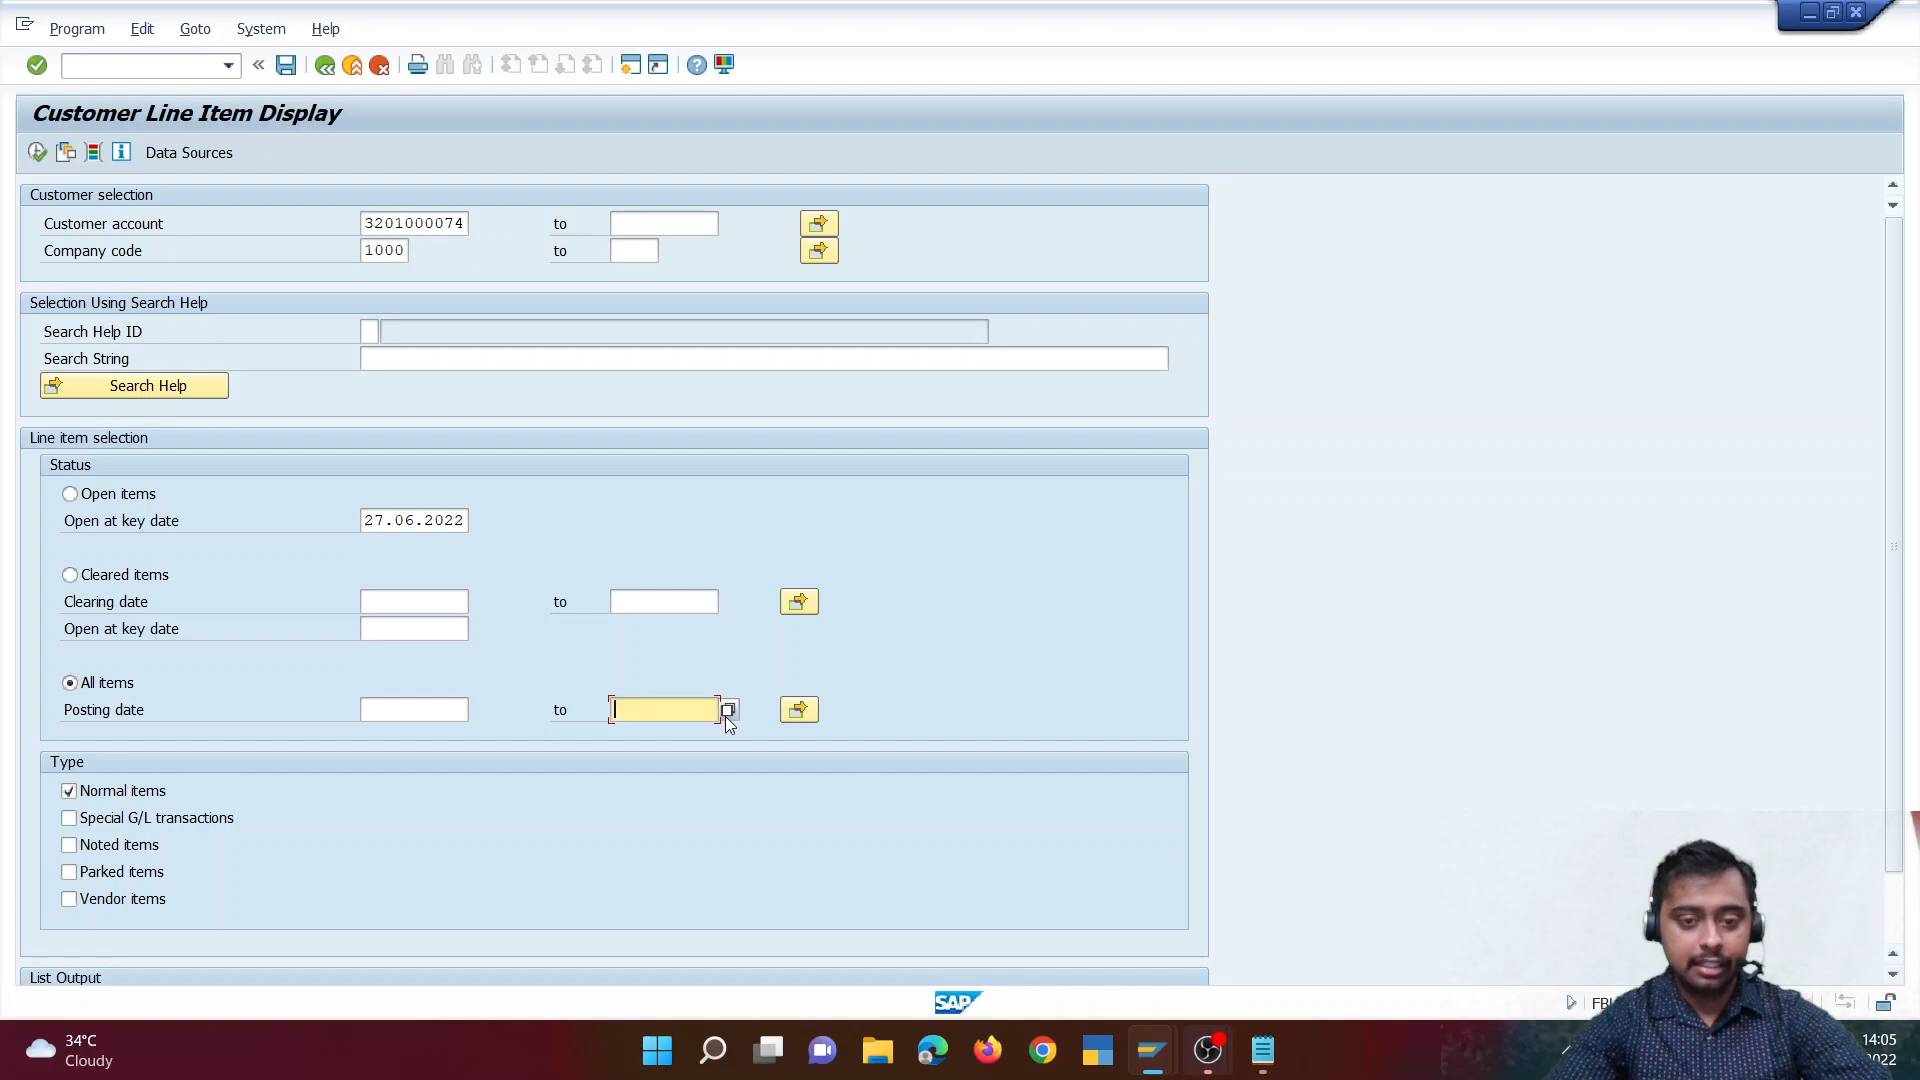 Program Edit Goto System Help
Customer Line Item Display
Data Sources
Customer selection
Customer account 3201000074 to
Company code 1000 to
Selection Using Search Help
Search Help ID
Search String
Search Help
Line item selection
Status
Open items
Open at key date 27.06.2022
Cleared items
Clearing date to
Open at key date
All items
Posting date to
Type
Normal items
Special G/L transactions
Noted items
Parked items
Vendor items
List Output
SAP
34°C
Cloudy
14:05